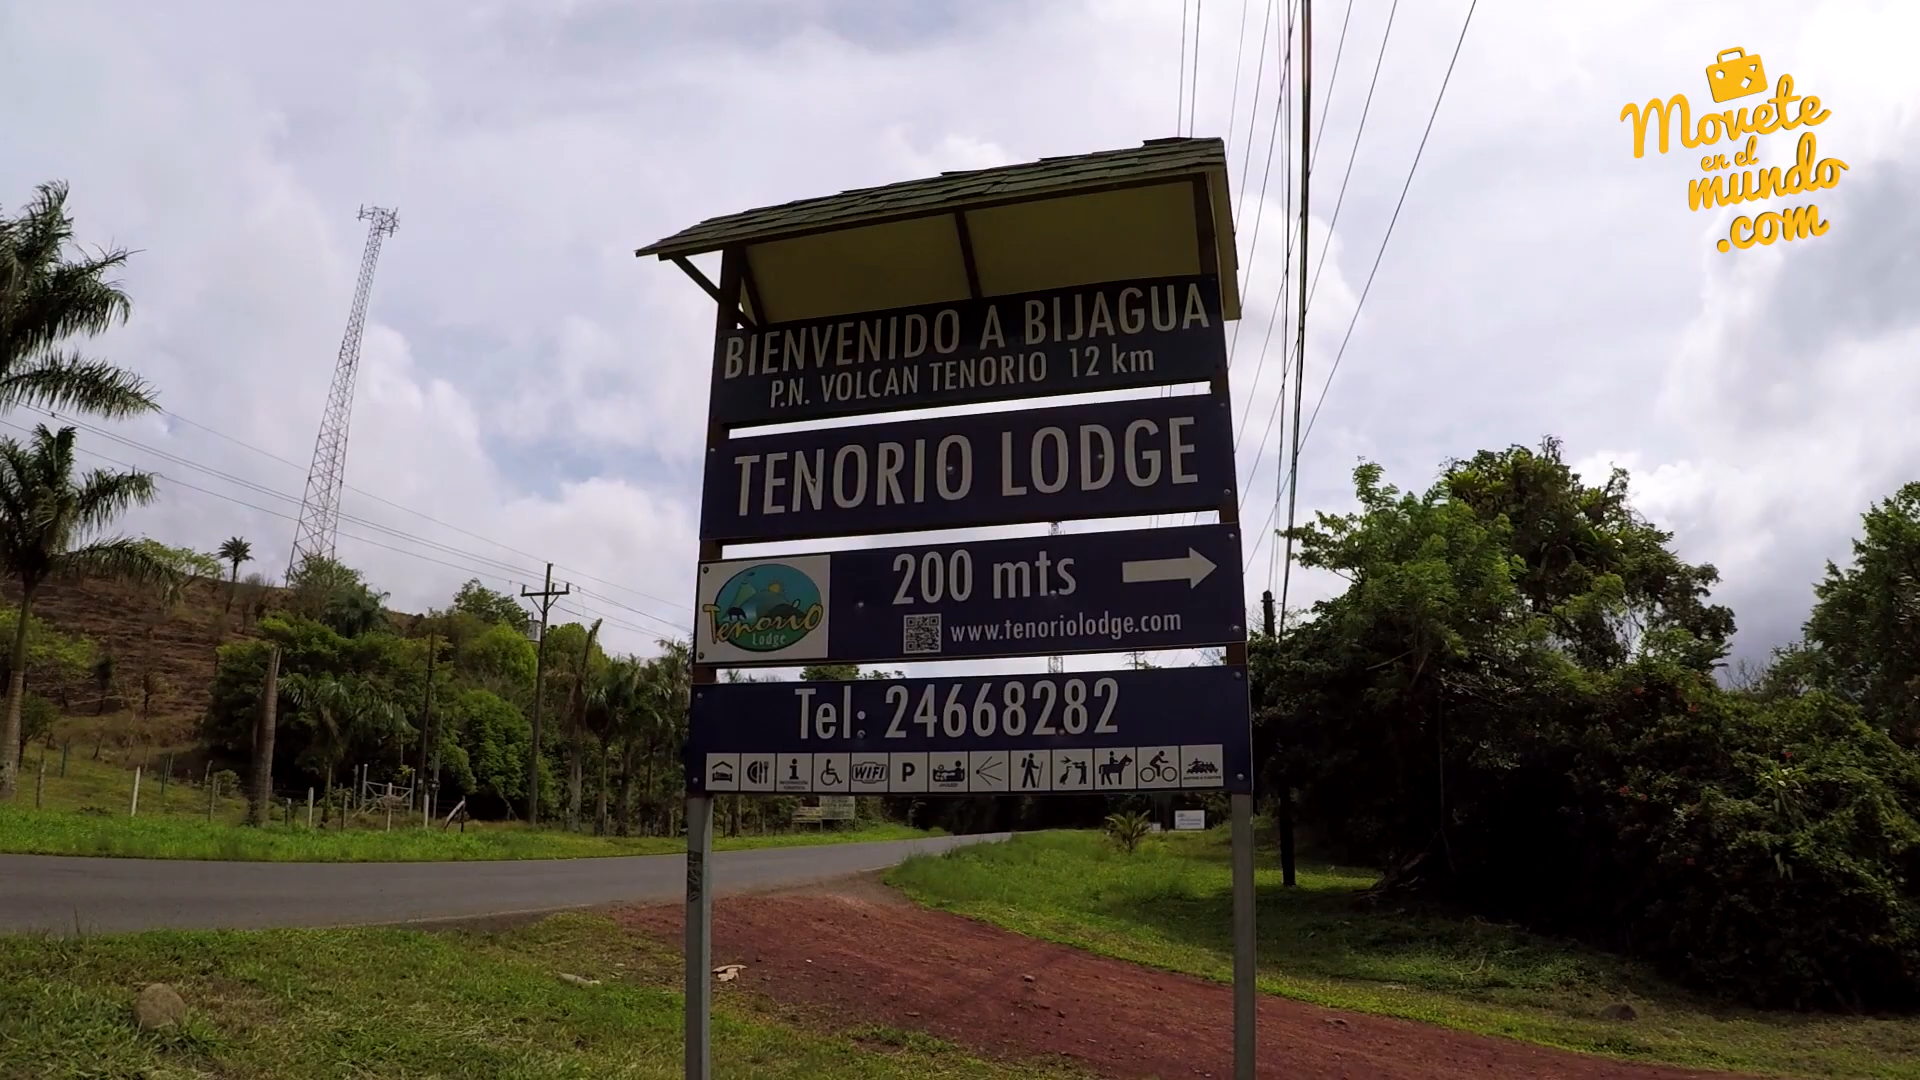 Movete
en el
mundo
.com
BIENVENIDO A BIJAGUA
P.N. VOLCAN TENORIO 12 km
TENORIO LODGE
200 mts
Tenorio
Lodge
www.tenoriolodge.com
Tel: 24668282
i
WIFI
P